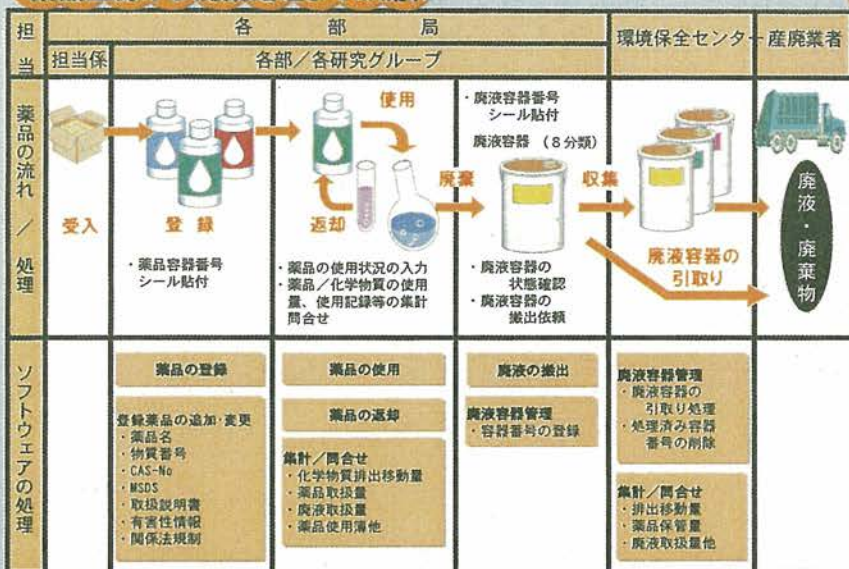 担当
各部局
環境保全センター
産廃業者
担当係
各部/各研究グループ
薬品の流れ / 処理
受入
登録
・薬品容器番号
シール貼付
使用
返却
・薬品の使用状況の入力
・薬品/化学物質の使用
量、使用記録等の集計
問合せ
廃棄
・廃液容器番号
シール貼付
廃液容器 (8分類)
・廃液容器の
状態確認
・廃液容器の
搬出依頼
収集
廃液容器の
引取り
廃液・廃棄物
ソフトウェアの処理
薬品の登録
登録薬品の追加・変更
・薬品名
・物質番号
・CAS-No
・MSDS
・取扱説明書
・有害性情報
・関係法規制
薬品の使用
薬品の返却
集計/問合せ
・化学物質排出移動量
・薬品取扱量
・廃液取扱量
・薬品使用簿他
廃液の搬出
廃液容器管理
・容器番号の登録
廃液容器管理
・廃液容器の
引取り処理
・処理済み容器
番号の削除
集計/問合せ
・排出移動量
・薬品保管量
・廃液取扱量他